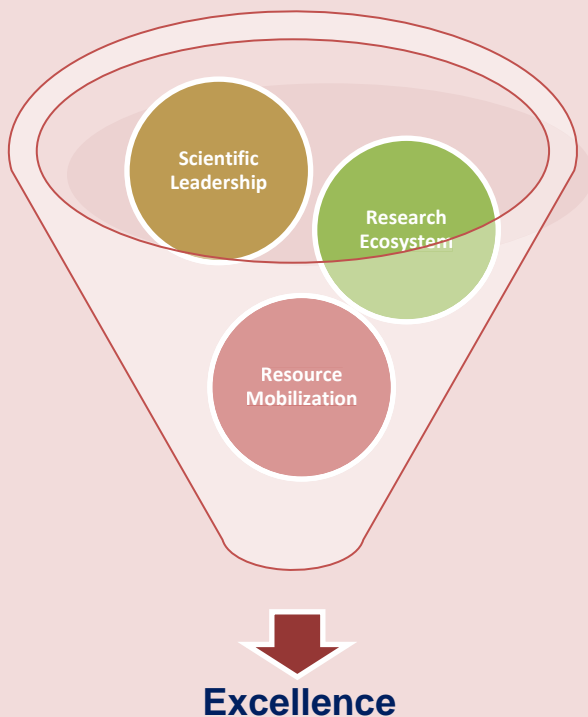 Scientific
Leadership
Research
Ecosystem
Resource
Mobilization
Excellence